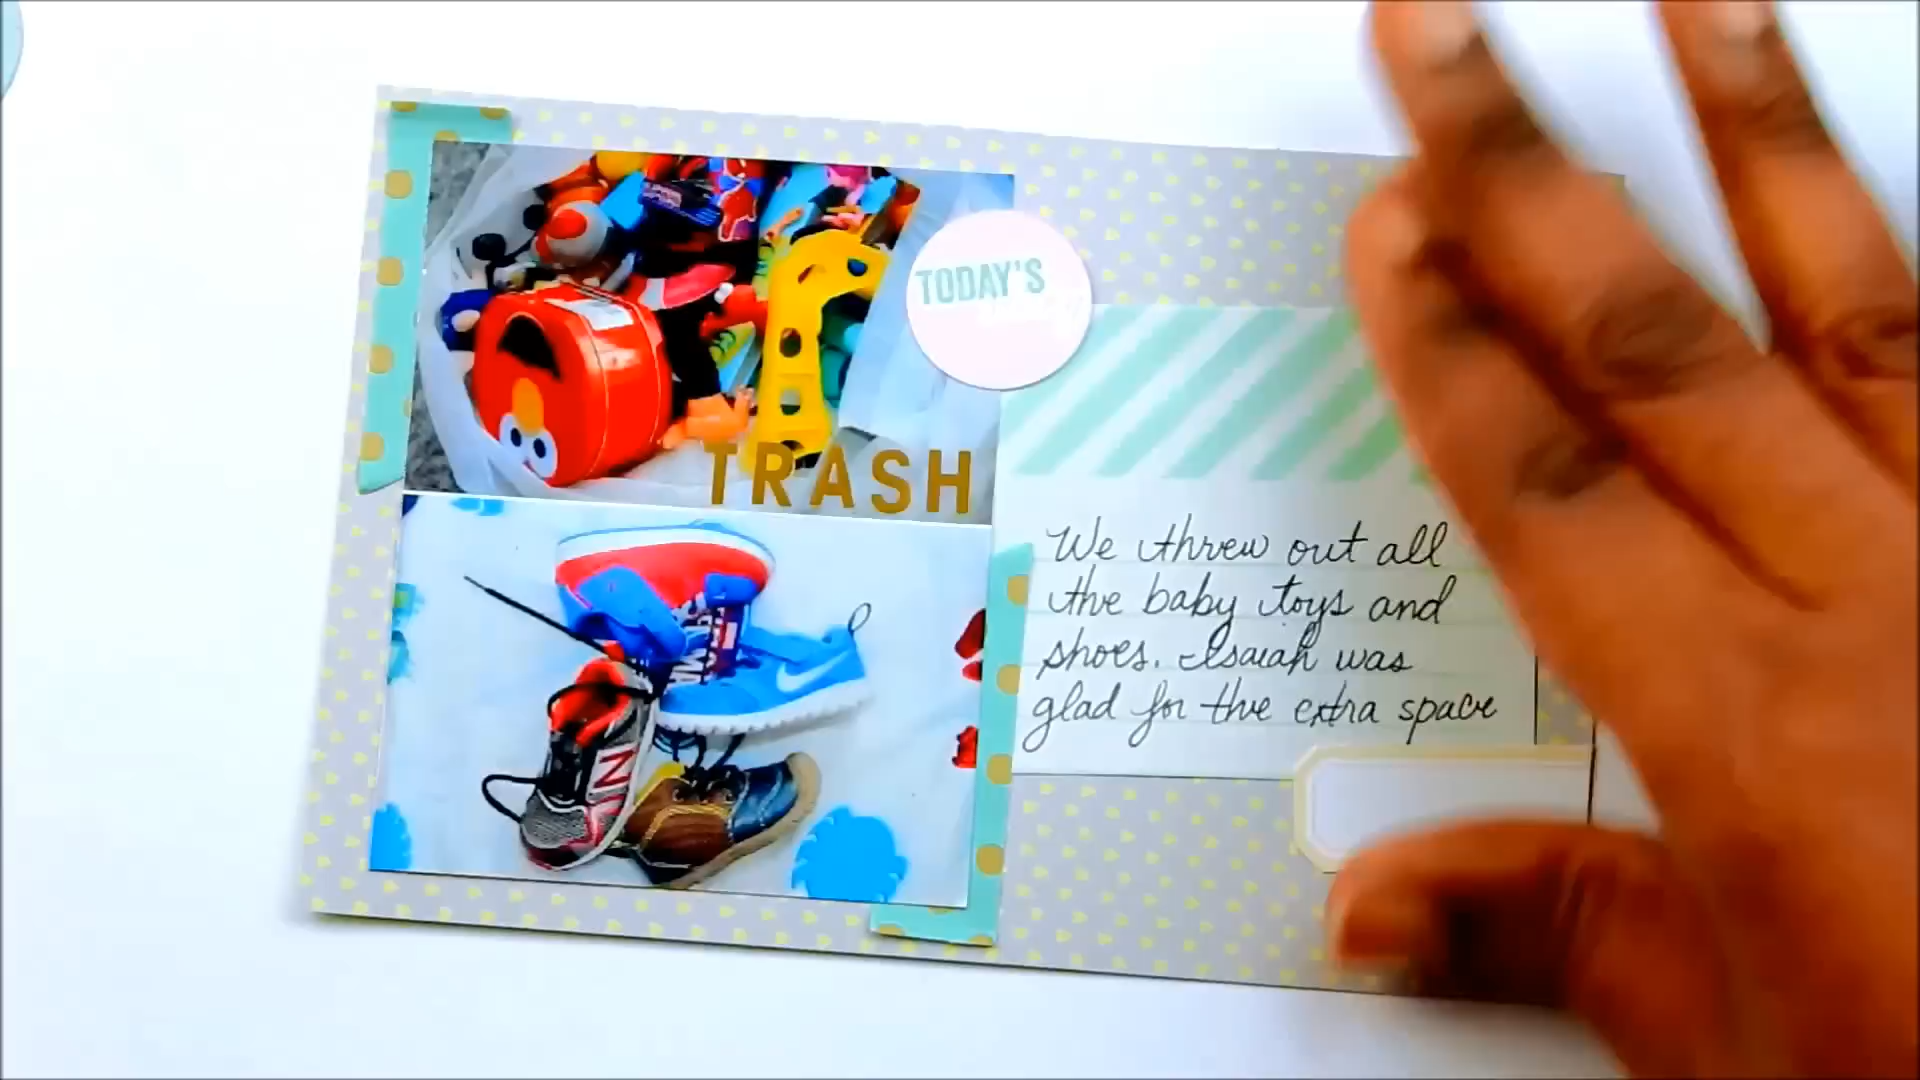 TODAY'S
TRASH
We threw out all
the baby toys and
shoes. Isaiah was
glad for the extra space